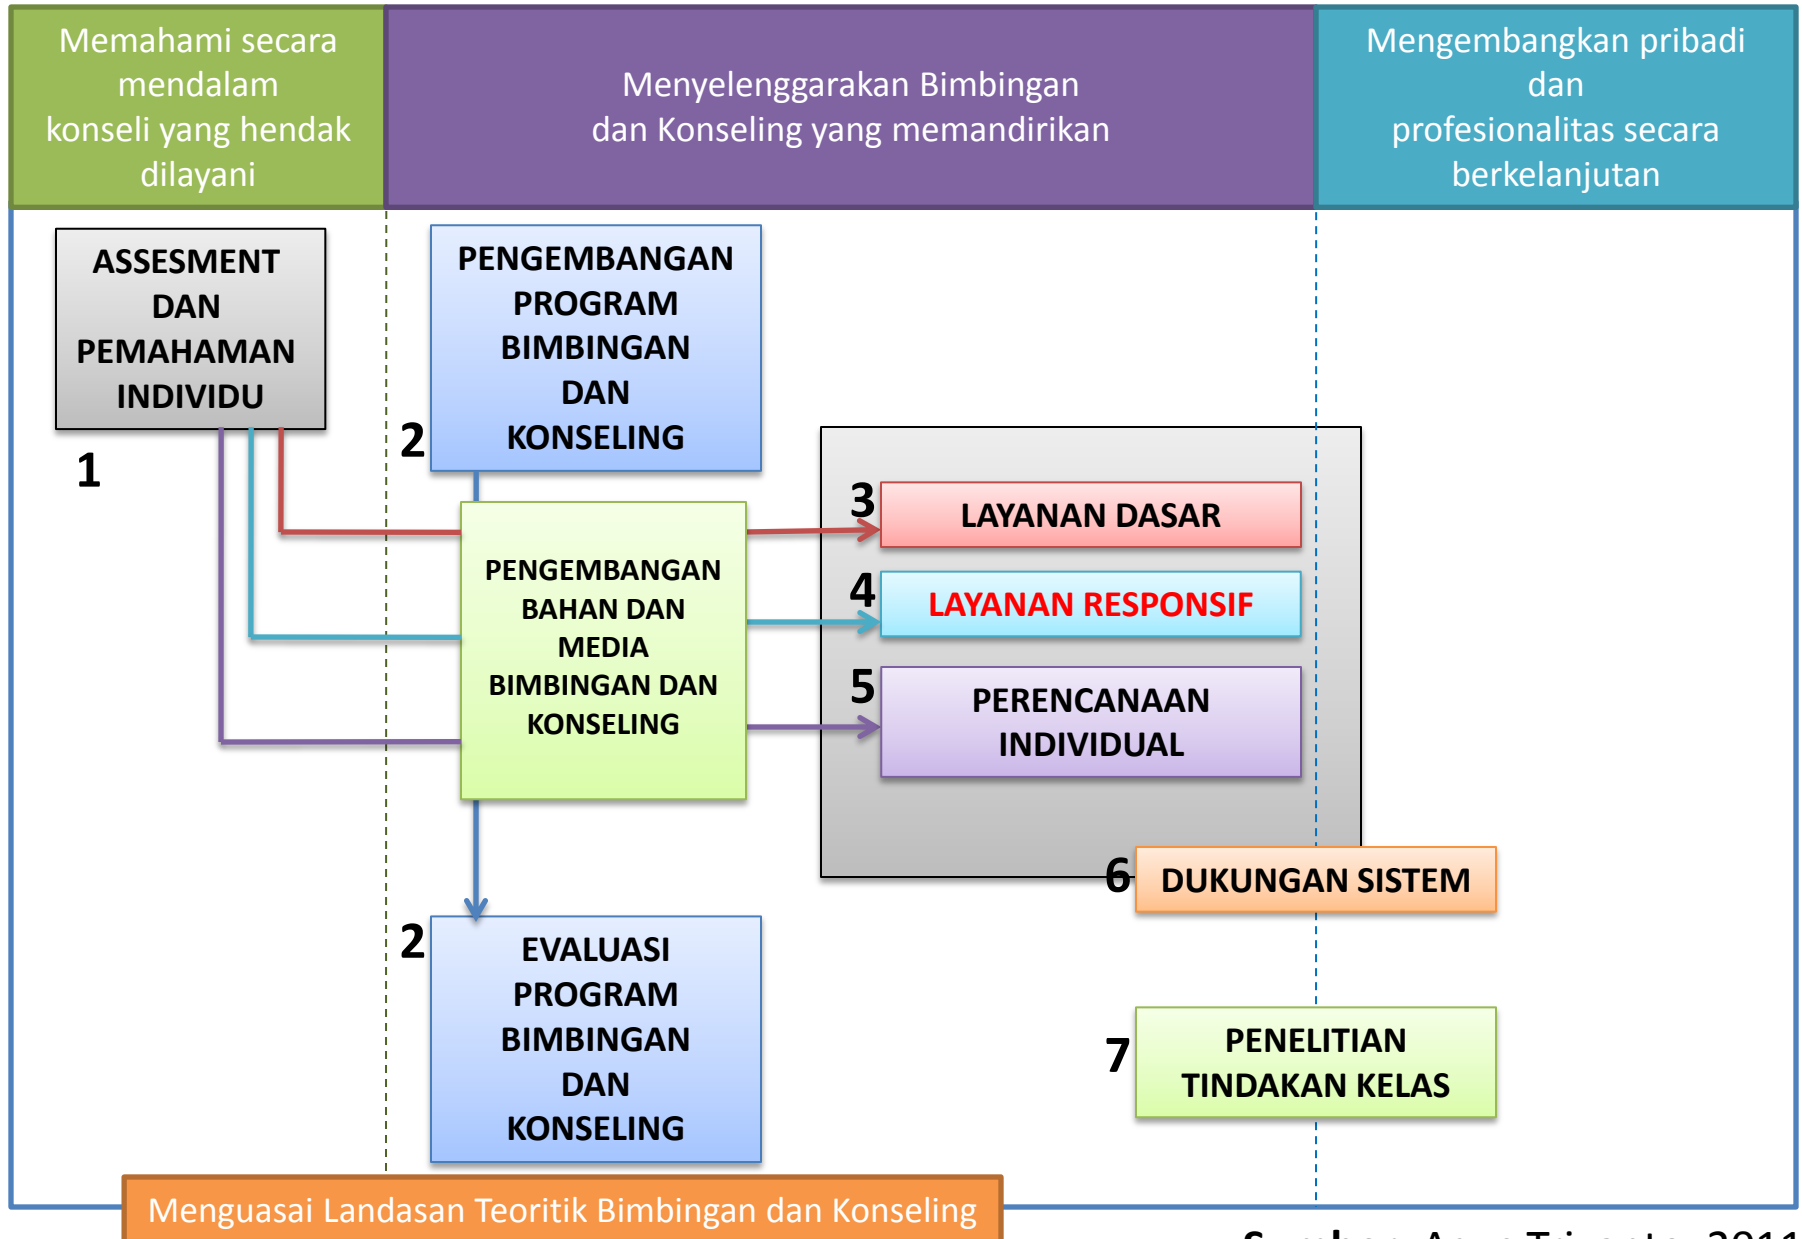 Memahami secara
mendalam
konseli yang hendak
dilayani
Menyelenggarakan Bimbingan
dan Konseling yang memandirikan
Mengembangkan pribadi
dan
profesionalitas secara
berkelanjutan
ASSESMENT
DAN
PEMAHAMAN
INDIVIDU
1
PENGEMBANGAN
PROGRAM
BIMBINGAN
DAN
KONSELING
2
PENGEMBANGAN
BAHAN DAN
MEDIA
BIMBINGAN DAN
KONSELING
3
LAYANAN DASAR
4
LAYANAN RESPONSIF
5
PERENCANAAN
INDIVIDUAL
6
DUKUNGAN SISTEM
2
EVALUASI
PROGRAM
BIMBINGAN
DAN
KONSELING
7
PENELITIAN
TINDAKAN KELAS
Menguasai Landasan Teoritik Bimbingan dan Konseling
2011